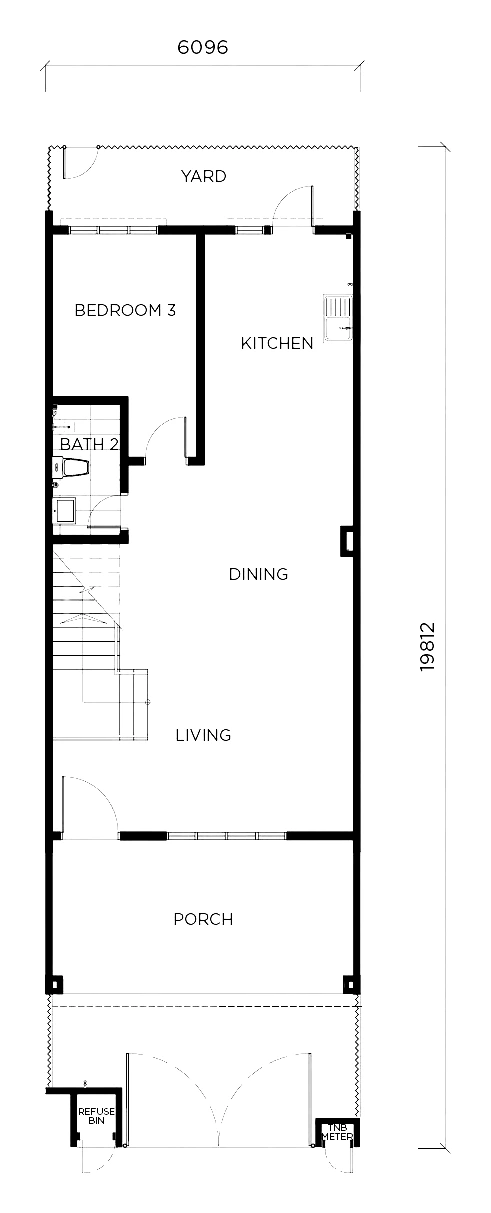 6096
YARD
BEDROOM 3
KITCHEN
BATH 2
DINING
19812
LIVING
PORCH
REFUSE
BIN
TNB
METER